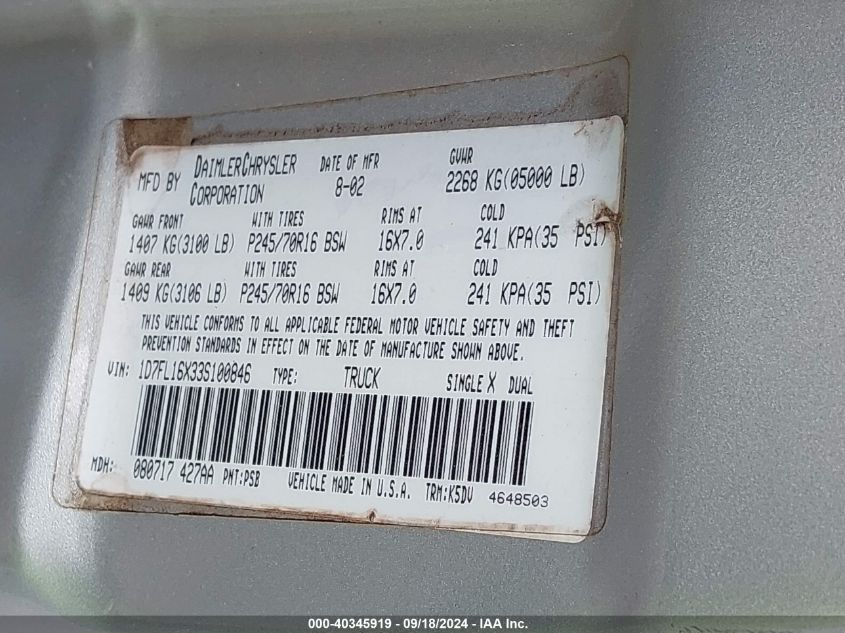 MFD BY DAIMLERCHRYSLER CORPORATION
DATE OF MFR 8-02
GVWR 2268 KG(05000 LB)
GAWR FRONT WITH TIRES RIMS AT COLD
1407 KG(3100 LB) P245/70R16 BSW 16X7.0 241 KPA(35 PSI)
GAWR REAR WITH TIRES RIMS AT COLD
1409 KG(3106 LB) P245/70R16 BSW 16X7.0 241 KPA(35 PSI)
THIS VEHICLE CONFORMS TO ALL APPLICABLE FEDERAL MOTOR VEHICLE SAFETY AND THEFT
PREVENTION STANDARDS IN EFFECT ON THE DATE OF MANUFACTURE SHOWN ABOVE.
VIN: 1D7FL16X33S100846 TYPE: TRUCK SINGLE X DUAL
MDH: 080717 427AA PNT:PSB VEHICLE MADE IN U.S.A. TRM:K5DV 4648503
000-40345919 - 09/18/2024 - IAA Inc.